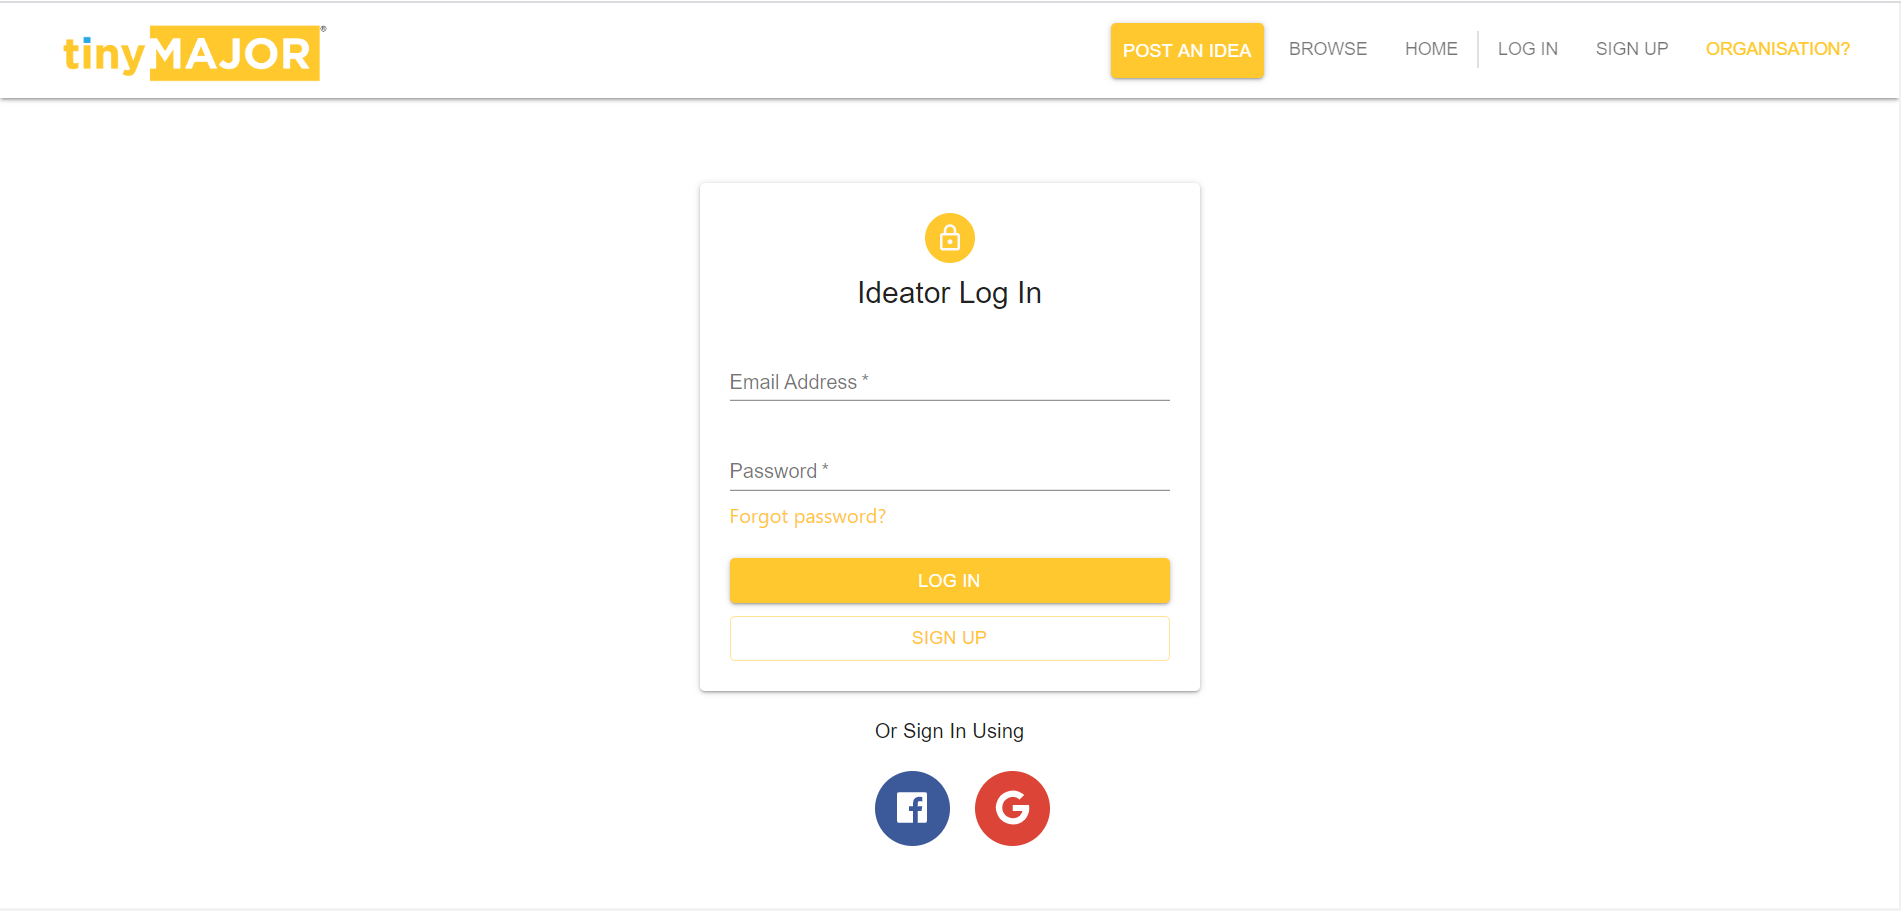 tinyMAJOR®
POST AN IDEA BROWSE HOME LOG IN SIGN UP ORGANISATION?
Ideator Log In
Email Address *
Password *
Forgot password?
LOG IN
SIGN UP
Or Sign In Using